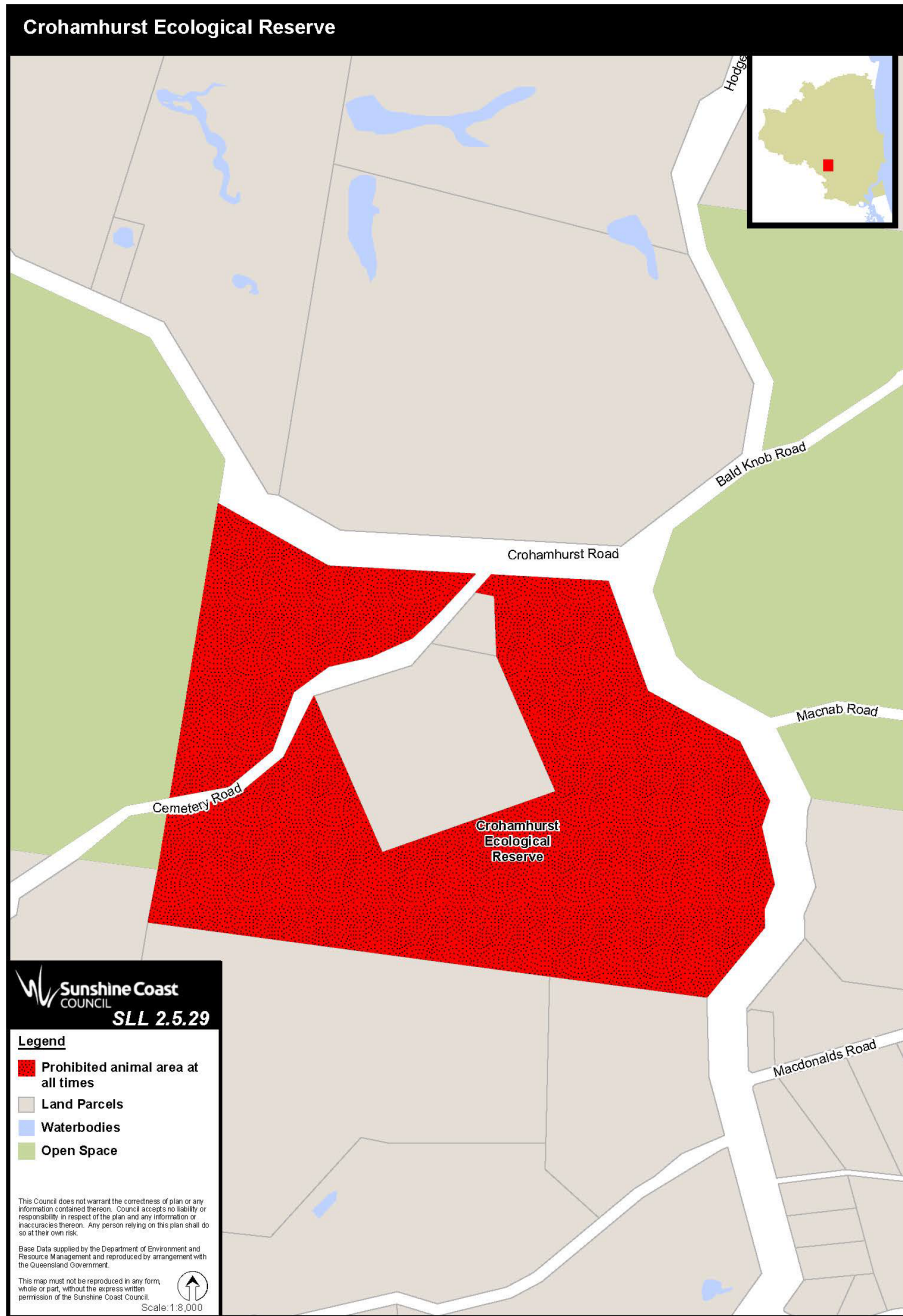 Crohamhurst Ecological Reserve
Bald Knob Road
Crohamhurst Road
Macnab Road
Cemetery Road
Crohamhurst
Ecological
Reserve
Macdonalds Road
Sunshine Coast
COUNCIL
SLL 2.5.29
Legend
Prohibited animal area at
all times
Land Parcels
Waterbodies
Open Space
This Council does not warrant the correctness of plan or any
information contained thereon. Council accepts no liability or
responsibility in respect of the plan and any information or
inaccuracies thereon. Any person relying on this plan shall do
so at their own risk.
Base Data supplied by the Department of Environment and
Resource Management and reproduced by arrangement with
the Queensland Government.
This map must not be reproduced in any form,
whole or part, without the express written
permission of the Sunshine Coast Council.
Scale: 1:8,000